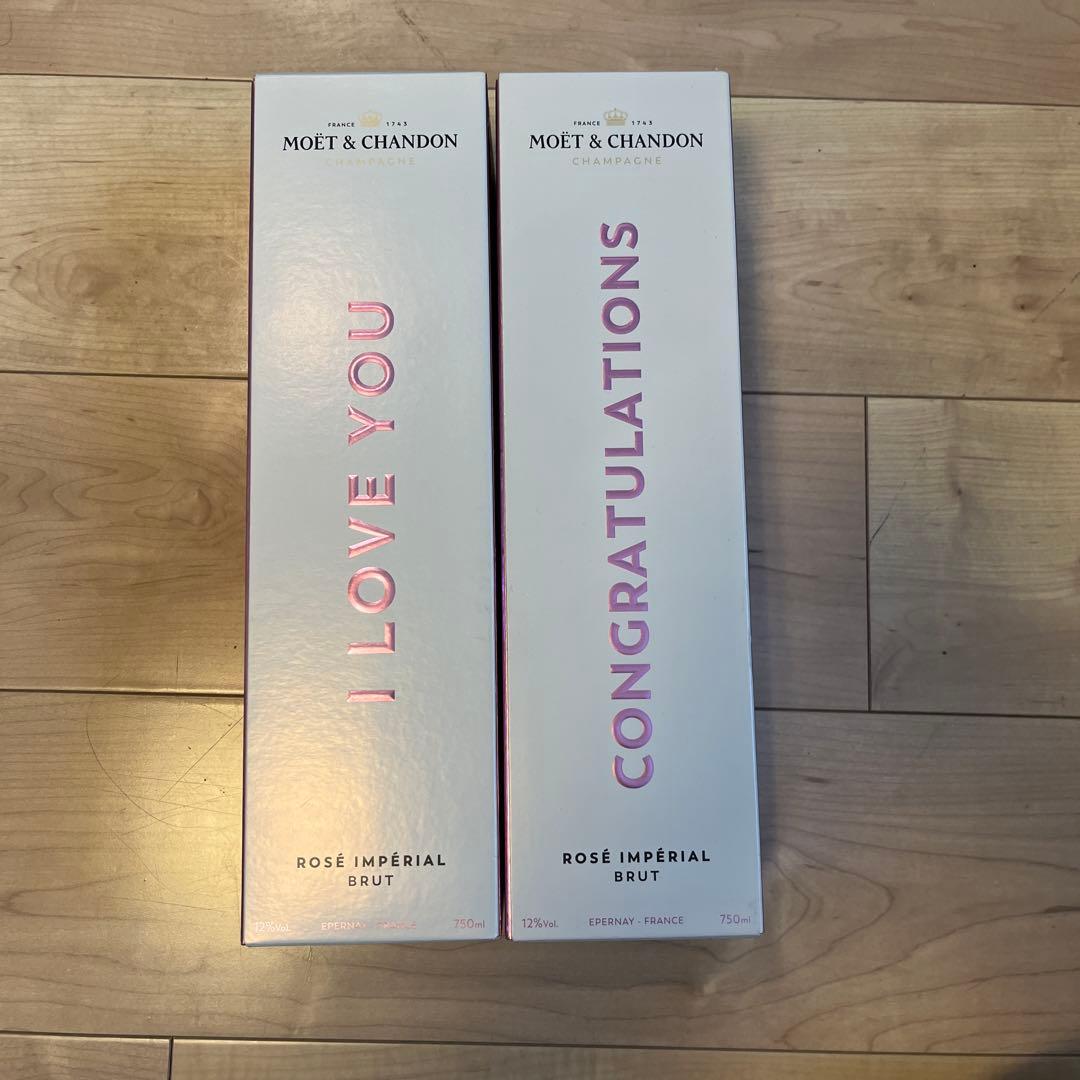 FRANCE 1743
MOËT & CHANDON
CHAMPAGNE
I LOVE YOU
ROSÉ IMPÉRIAL
BRUT
12%Vol. EPERNAY - FRANCE 750ml
FRANCE 1743
MOËT & CHANDON
CHAMPAGNE
CONGRATULATIONS
ROSÉ IMPÉRIAL
BRUT
12%Vol. EPERNAY - FRANCE 750ml